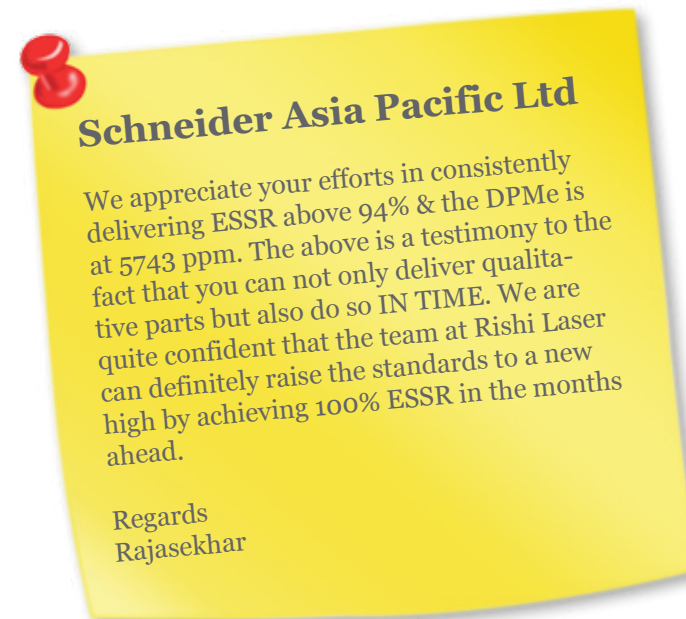 Schneider Asia Pacific Ltd
We appreciate your efforts in consistently
delivering ESSR above 94% & the DPMe is
at 5743 ppm. The above is a testimony to the
fact that you can not only deliver qualita-
tive parts but also do so IN TIME. We are
quite confident that the team at Rishi Laser
can definitely raise the standards to a new
high by achieving 100% ESSR in the months
ahead.
Regards
Rajasekhar